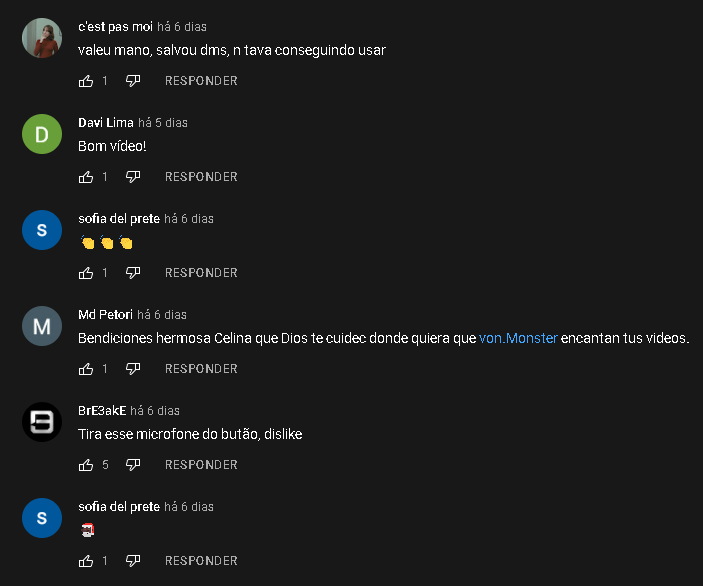 c'est pas moi há 6 dias
valeu mano, salvou dms, n tava conseguindo usar
1 RESPONDER
D
Davi Lima há 5 dias
Bom vídeo!
1 RESPONDER
S
sofia del prete há 6 dias
👏👏👏
1 RESPONDER
M
Md Petori há 6 dias
Bendiciones hermosa Celina que Dios te cuidec donde quiera que von.Monster encantan tus videos.
1 RESPONDER
BrE3akE há 6 dias
Tira esse microfone do butão, dislike
5 RESPONDER
S
sofia del prete há 6 dias
1 RESPONDER